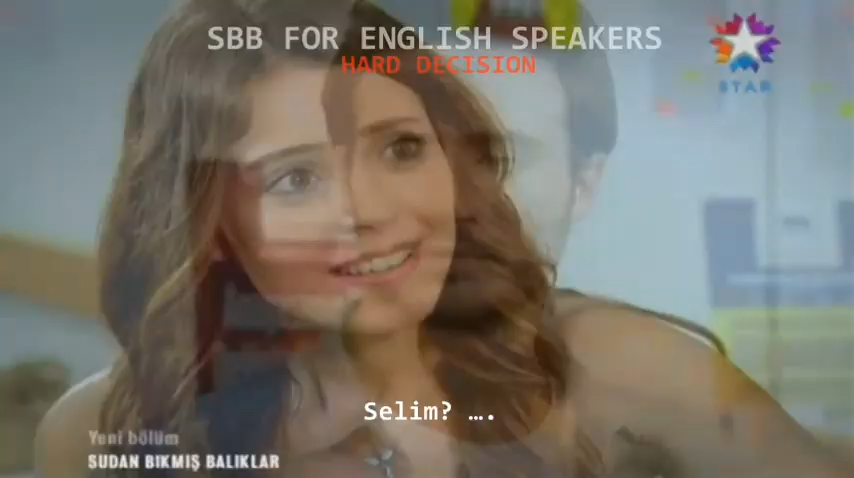 SBB FOR ENGLISH SPEAKERS
HARD DECISION
STAR
Selim? ….
Yeni bölüm
SUDAN BIKMIŞ BALIKLAR